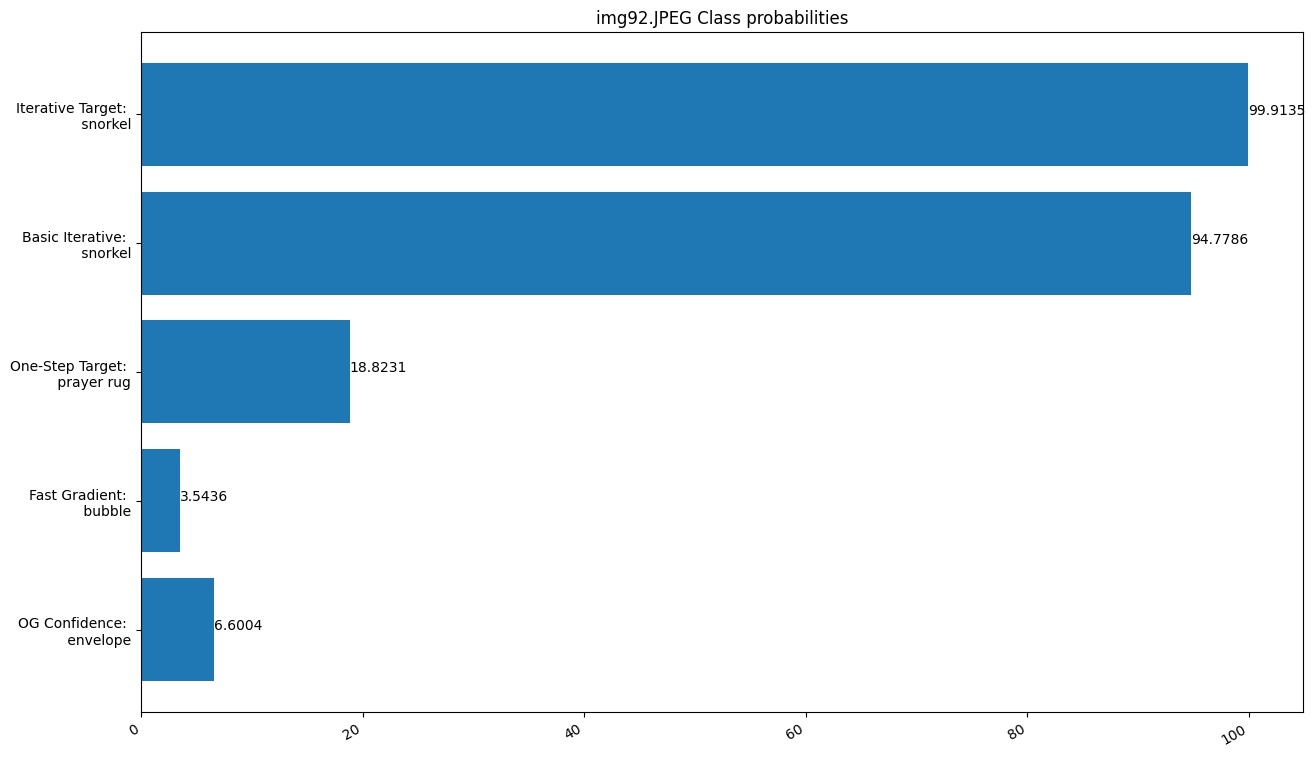 img92.JPEG Class probabilities
Iterative Target:
snorkel
99.9135
Basic Iterative:
snorkel
94.7786
One-Step Target:
prayer rug
18.8231
Fast Gradient:
bubble
3.5436
OG Confidence:
envelope
6.6004
0
20
40
60
80
100